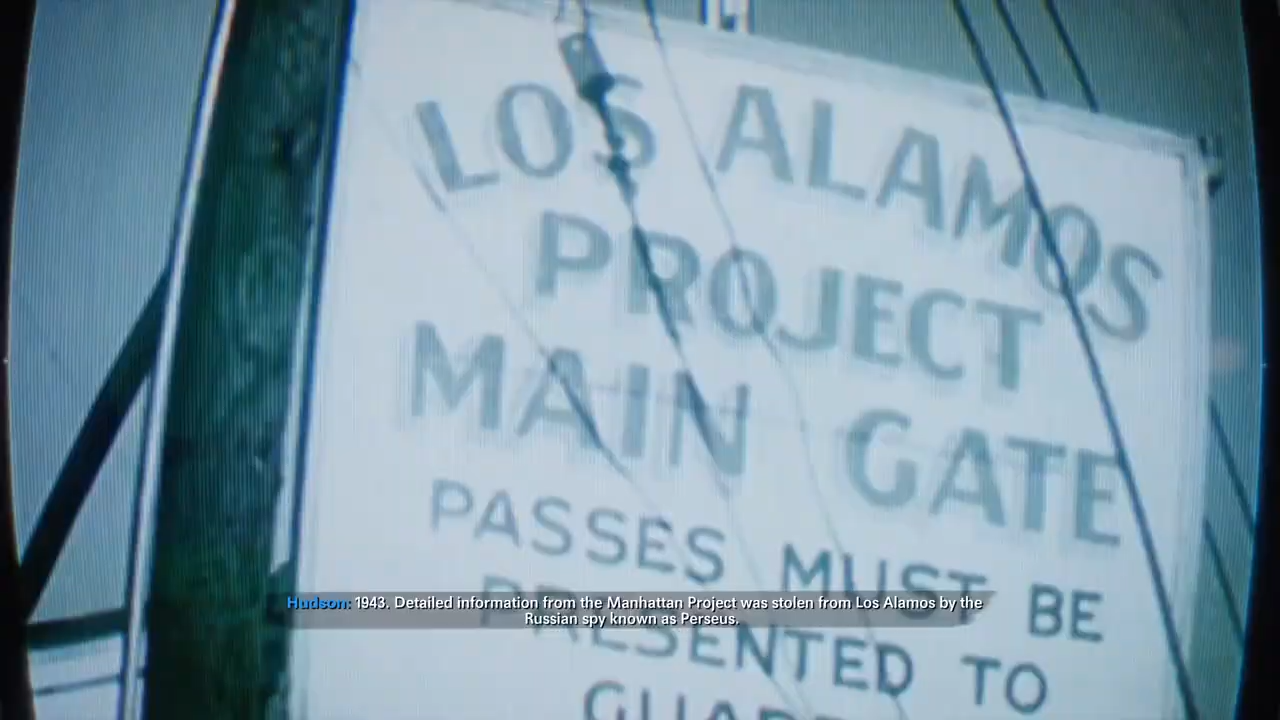 LOS ALAMOS
PROJECT
MAIN GATE
PASSES MUST BE
PRESENTED TO
Hudson: 1943. Detailed information from the Manhattan Project was stolen from Los Alamos by the
Russian spy known as Perseus.